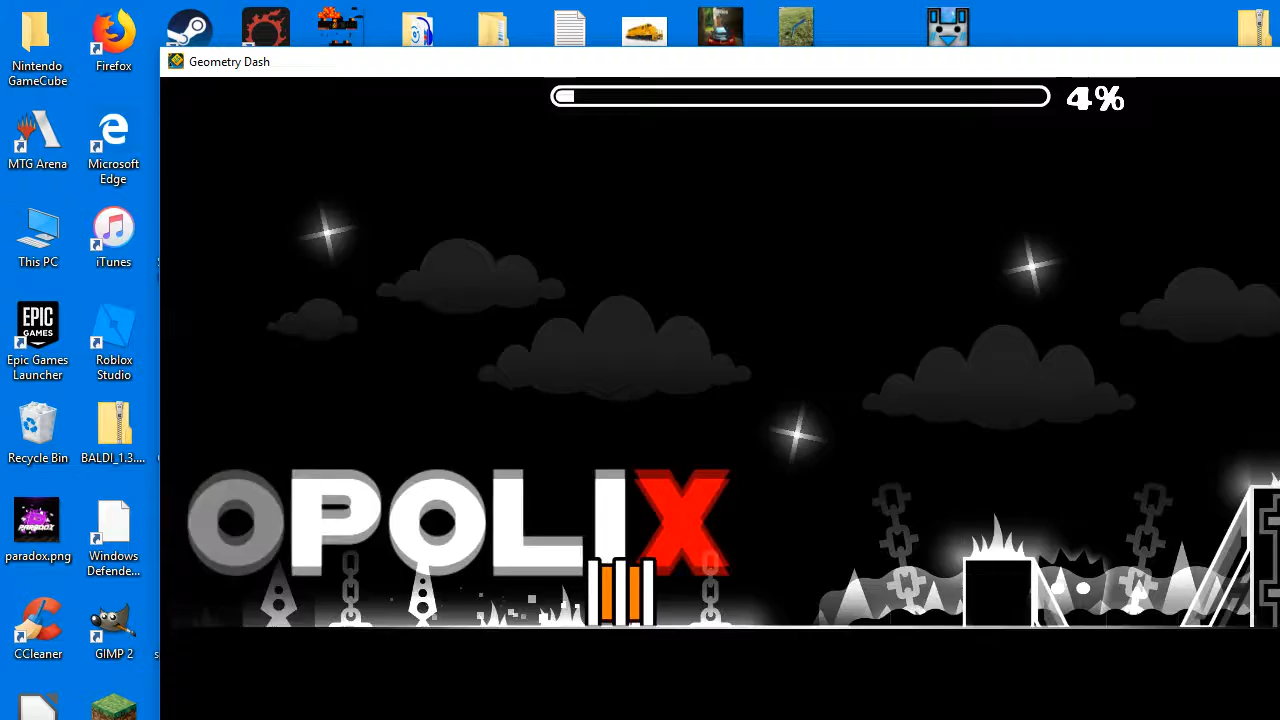 Nintendo
GameCube
Firefox
Geometry Dash
4%
MTG Arena
Microsoft
Edge
This PC
iTunes
EPIC
GAMES
Epic Games
Launcher
Roblox
Studio
Recycle Bin
BALDI_1.3....
OPOLIX
PARADOX
paradox.png
Windows
Defende...
CCleaner
GIMP 2